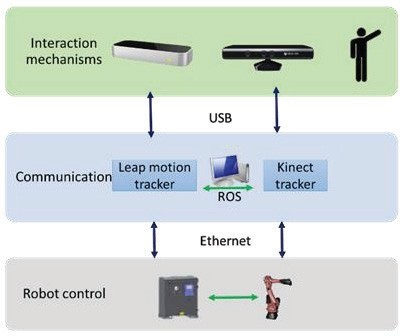 Interaction
mechanisms
USB
Communication
Leap motion
tracker
ROS
Kinect
tracker
Ethernet
Robot control